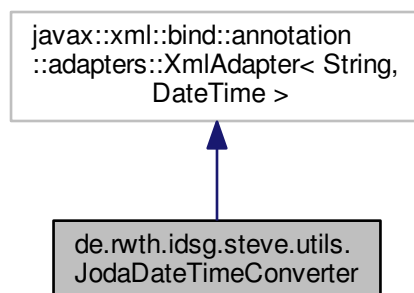 javax::xml::bind::annotation
::adapters::XmlAdapter< String,
DateTime >
de.rwth.idsg.steve.utils.
JodaDateTimeConverter